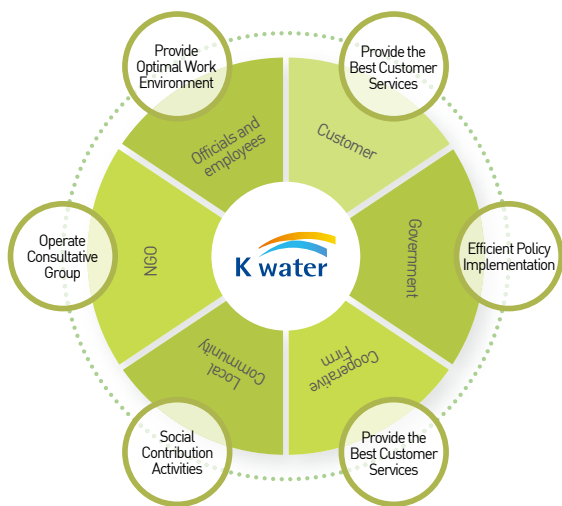 Provide
Optimal Work
Environment
Provide the
Best Customer
Services
Officials and
employees
Customer
Operate
Consultative
Group
NGO
K water
Government
Efficient Policy
Implementation
Local
Community
Cooperative
Firm
Social
Contribution
Activities
Provide the
Best Customer
Services